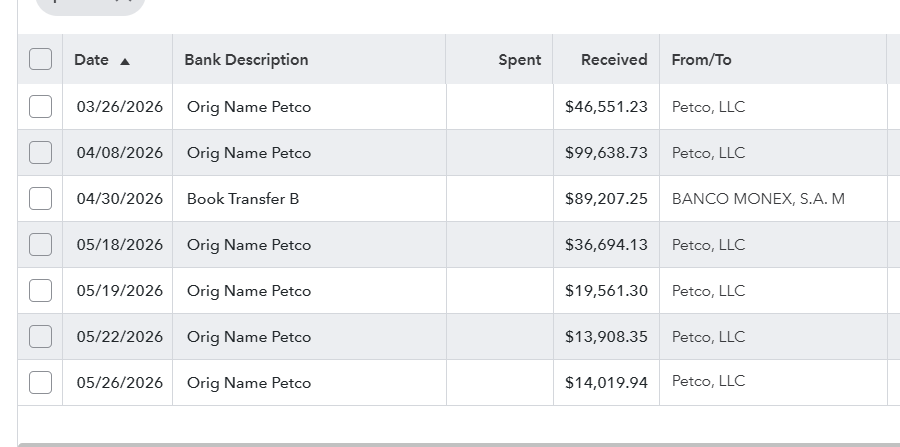 Date ▲ Bank Description Spent Received From/To
03/26/2026 Orig Name Petco $46,551.23 Petco, LLC
04/08/2026 Orig Name Petco $99,638.73 Petco, LLC
04/30/2026 Book Transfer B $89,207.25 BANCO MONEX, S.A. M
05/18/2026 Orig Name Petco $36,694.13 Petco, LLC
05/19/2026 Orig Name Petco $19,561.30 Petco, LLC
05/22/2026 Orig Name Petco $13,908.35 Petco, LLC
05/26/2026 Orig Name Petco $14,019.94 Petco, LLC